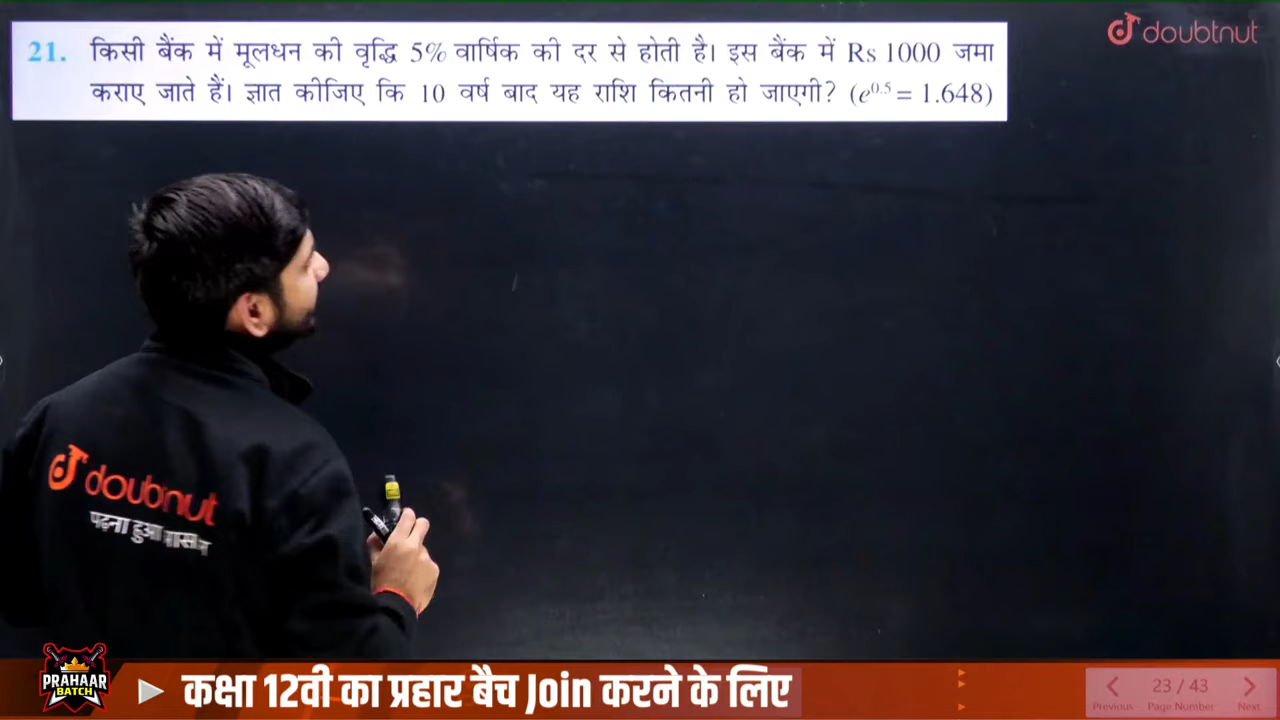 21. किसी बैंक में मूलधन की वृद्धि 5% वार्षिक की दर से होती है। इस बैंक में Rs 1000 जमा
कराए जाते हैं। ज्ञात कीजिए कि 10 वर्ष बाद यह राशि कितनी हो जाएगी? (e^0.5 = 1.648)
doubtnut
doubtnut
पढ़ना हुआ आसान
PRAHAAR
BATCH
कक्षा 12वी का प्रहार बैच Join करने के लिए
23 / 43
Previous Page Number Next